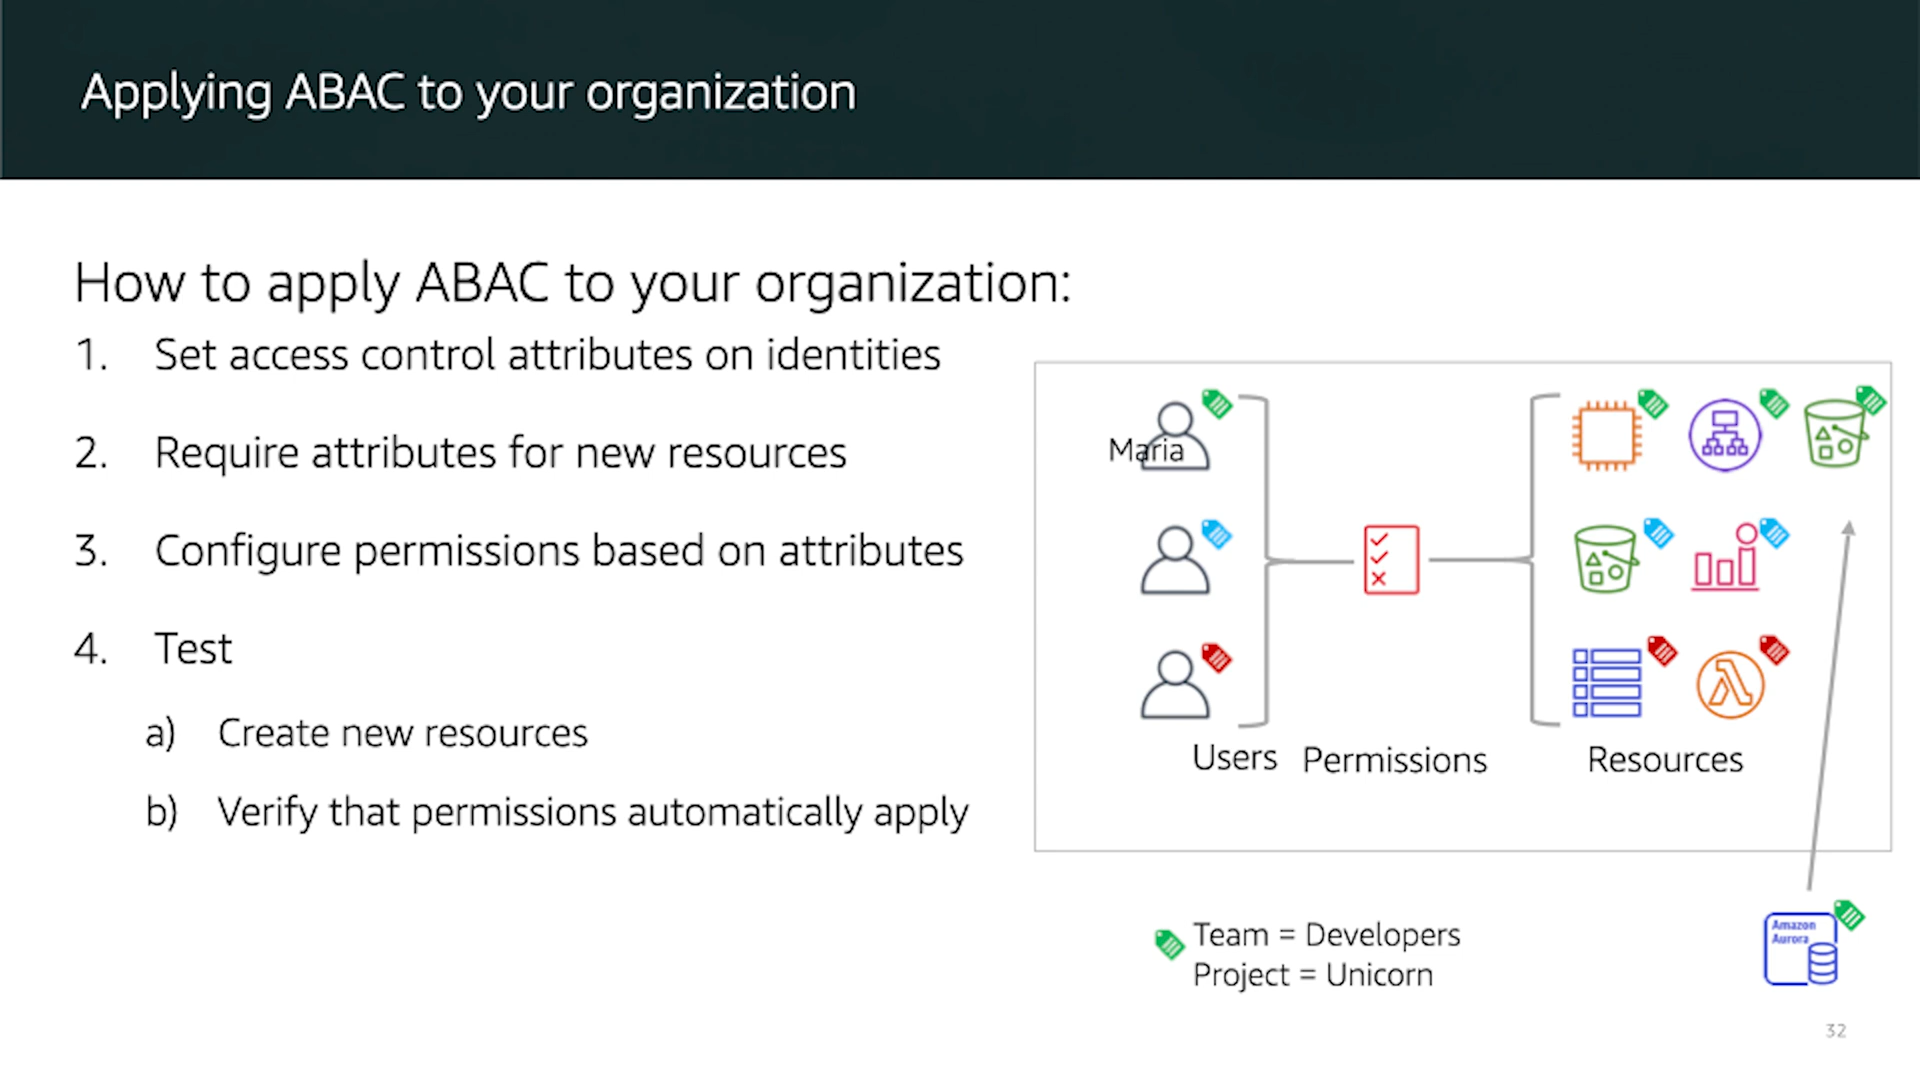 Applying ABAC to your organization
How to apply ABAC to your organization:
1. Set access control attributes on identities
2. Require attributes for new resources
3. Configure permissions based on attributes
4. Test
a) Create new resources
b) Verify that permissions automatically apply
Maria
Users
Permissions
Resources
Team = Developers
Project = Unicorn
Amazon
Aurora
32